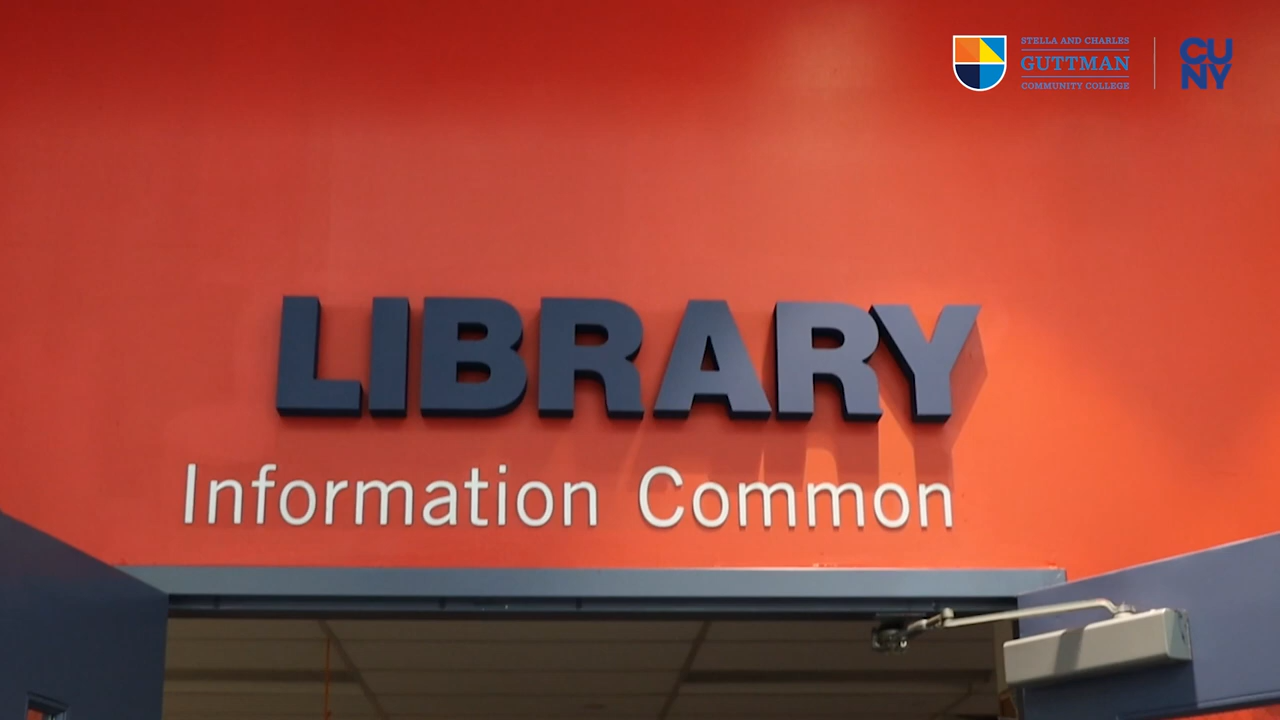 STELLA AND CHARLES
GUTTMAN
COMMUNITY COLLEGE
CU
NY
LIBRARY
Information Common